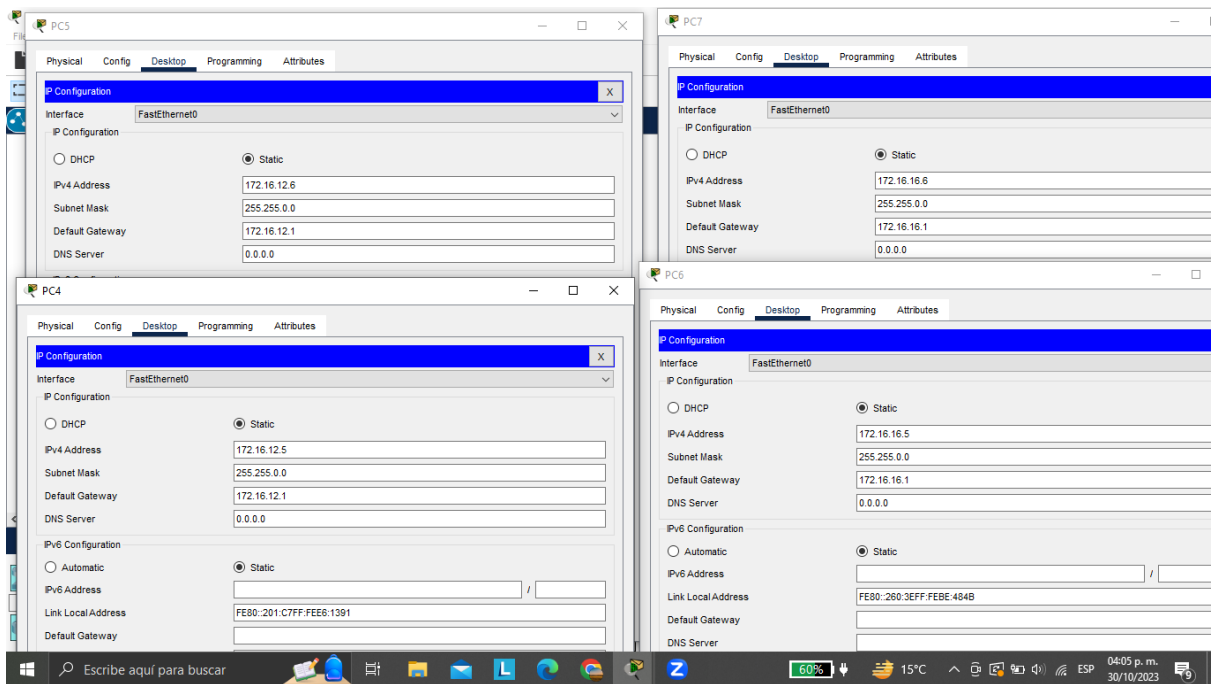 PC5
Physical Config Desktop Programming Attributes
IP Configuration X
Interface FastEthernet0
IP Configuration
DHCP Static
IPv4 Address 172.16.12.6
Subnet Mask 255.255.0.0
Default Gateway 172.16.12.1
DNS Server 0.0.0.0
PC7
Physical Config Desktop Programming Attributes
IP Configuration
Interface FastEthernet0
IP Configuration
DHCP Static
IPv4 Address 172.16.16.6
Subnet Mask 255.255.0.0
Default Gateway 172.16.16.1
DNS Server 0.0.0.0
PC4
Physical Config Desktop Programming Attributes
IP Configuration X
Interface FastEthernet0
IP Configuration
DHCP Static
IPv4 Address 172.16.12.5
Subnet Mask 255.255.0.0
Default Gateway 172.16.12.1
DNS Server 0.0.0.0
IPv6 Configuration
Automatic Static
IPv6 Address /
Link Local Address FE80::201:C7FF:FEE6:1391
Default Gateway
PC6
Physical Config Desktop Programming Attributes
IP Configuration
Interface FastEthernet0
IP Configuration
DHCP Static
IPv4 Address 172.16.16.5
Subnet Mask 255.255.0.0
Default Gateway 172.16.16.1
DNS Server 0.0.0.0
IPv6 Configuration
Automatic Static
IPv6 Address /
Link Local Address FE80::260:3EFF:FEBE:484B
Default Gateway
DNS Server
Escribe aquí para buscar
L
Z
60%
15°C
ESP
04:05 p. m.
30/10/2023
9